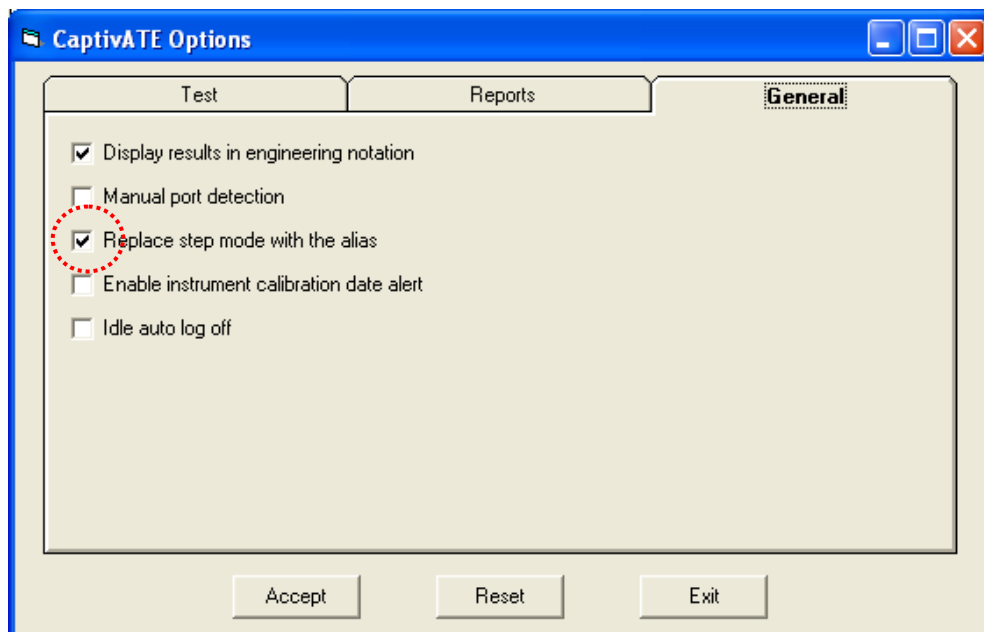 CaptivATE Options
Test Reports General
Display results in engineering notation
Manual port detection
Replace step mode with the alias
Enable instrument calibration date alert
Idle auto log off
Accept Reset Exit